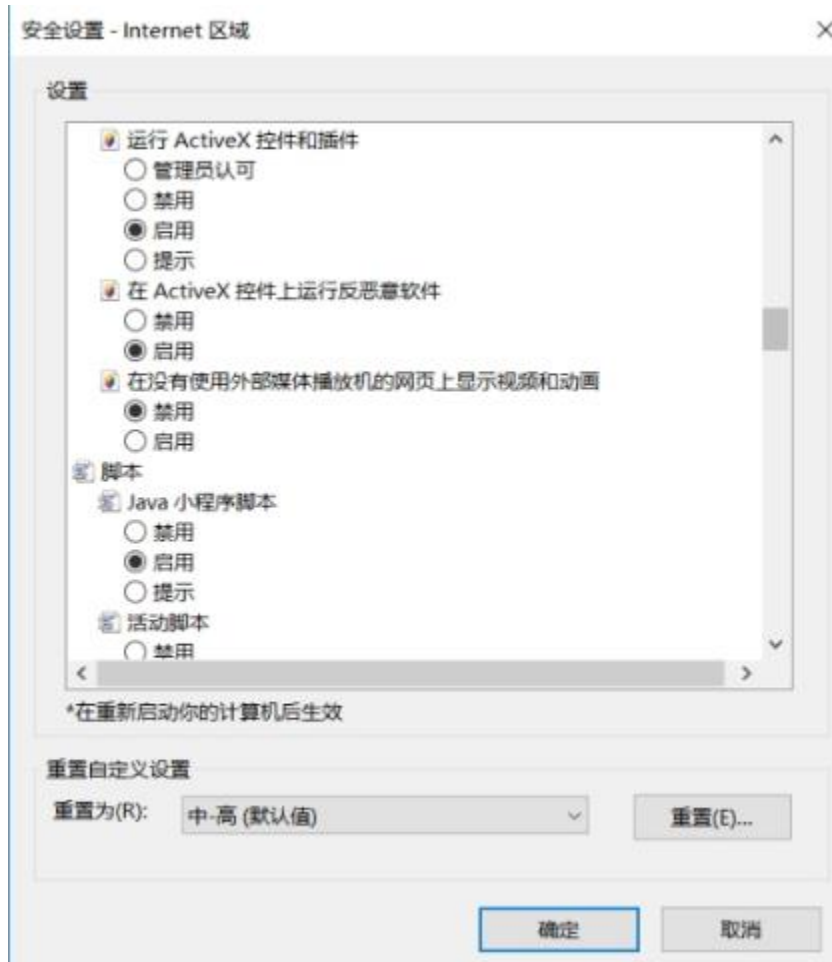 安全设置 - Internet 区域
设置
运行 ActiveX 控件和插件
管理员认可
禁用
启用
提示
在 ActiveX 控件上运行反恶意软件
禁用
启用
在没有使用外部媒体播放机的网页上显示视频和动画
禁用
启用
脚本
Java 小程序脚本
禁用
启用
提示
活动脚本
禁用
*在重新启动你的计算机后生效
重置自定义设置
重置为(R): 中-高 (默认值) 重置(E)...
确定 取消